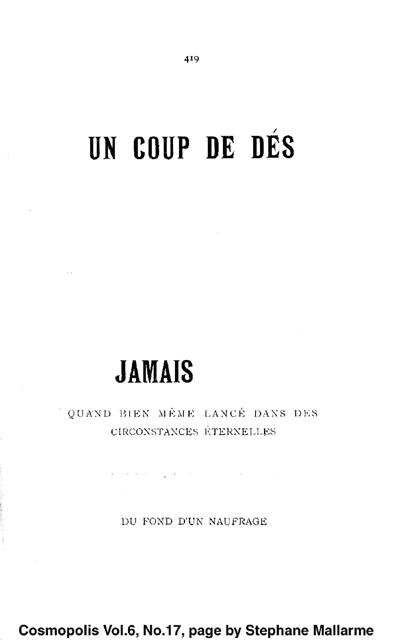 419
UN COUP DE DÉS
JAMAIS
QUAND BIEN MÊME LANCÉ DANS DES
CIRCONSTANCES ÉTERNELLES
DU FOND D'UN NAUFRAGE
Cosmopolis Vol.6, No.17, page by Stephane Mallarme